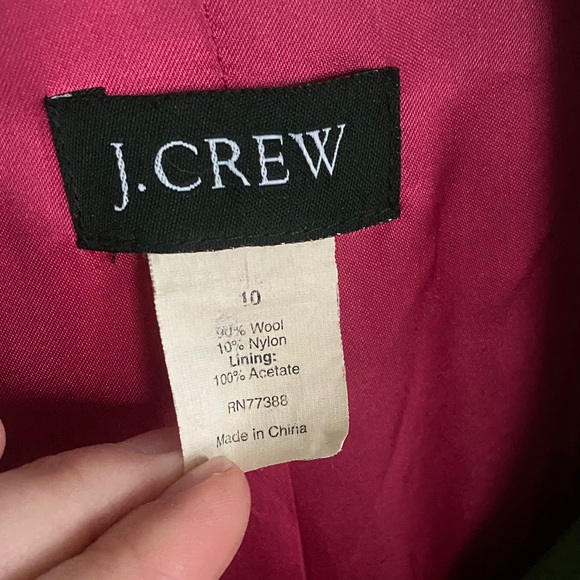 J.CREW
10
90% Wool
10% Nylon
Lining:
100% Acetate
RN77388
Made in China